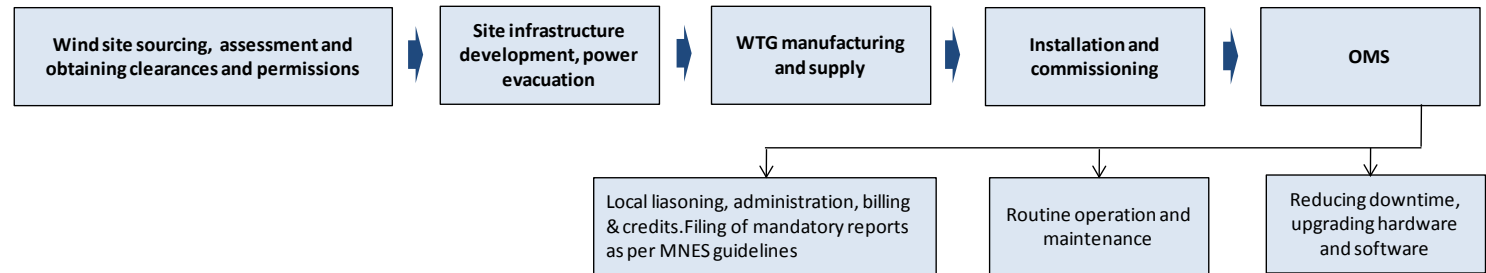 Wind site sourcing, assessment and
obtaining clearances and permissions
Site infrastructure
development, power
evacuation
WTG manufacturing
and supply
Installation and
commissioning
OMS
Local liasoning, administration, billing
& credits.Filing of mandatory reports
as per MNES guidelines
Routine operation and
maintenance
Reducing downtime,
upgrading hardware
and software